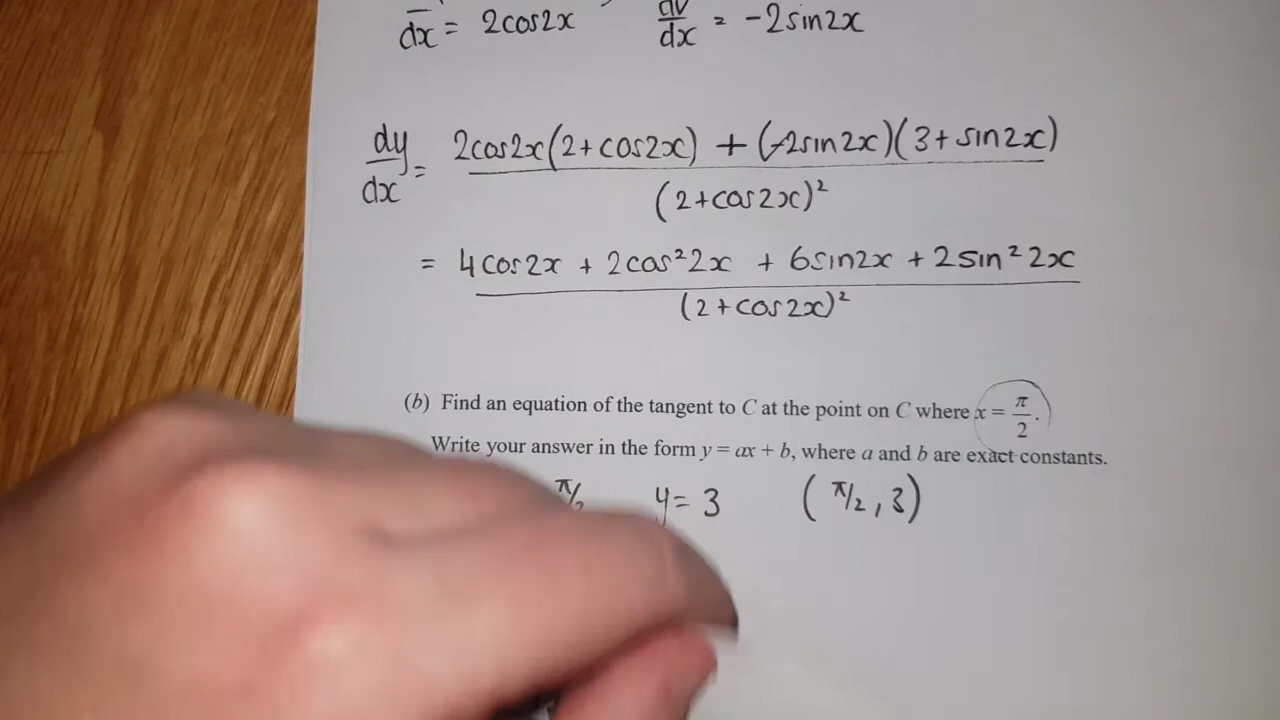 dx = 2cos2x dv/dx = -2sin2x
dy/dx = 2cos2x(2+cos2x) + (-2sin2x)(3+sin2x) / (2+cos2x)²
= 4cos2x + 2cos²2x + 6sin2x + 2sin²2x / (2+cos2x)²
(b) Find an equation of the tangent to C at the point on C where x = π/2.
Write your answer in the form y = ax + b, where a and b are exact constants.
π/2 y = 3 (π/2, 3)